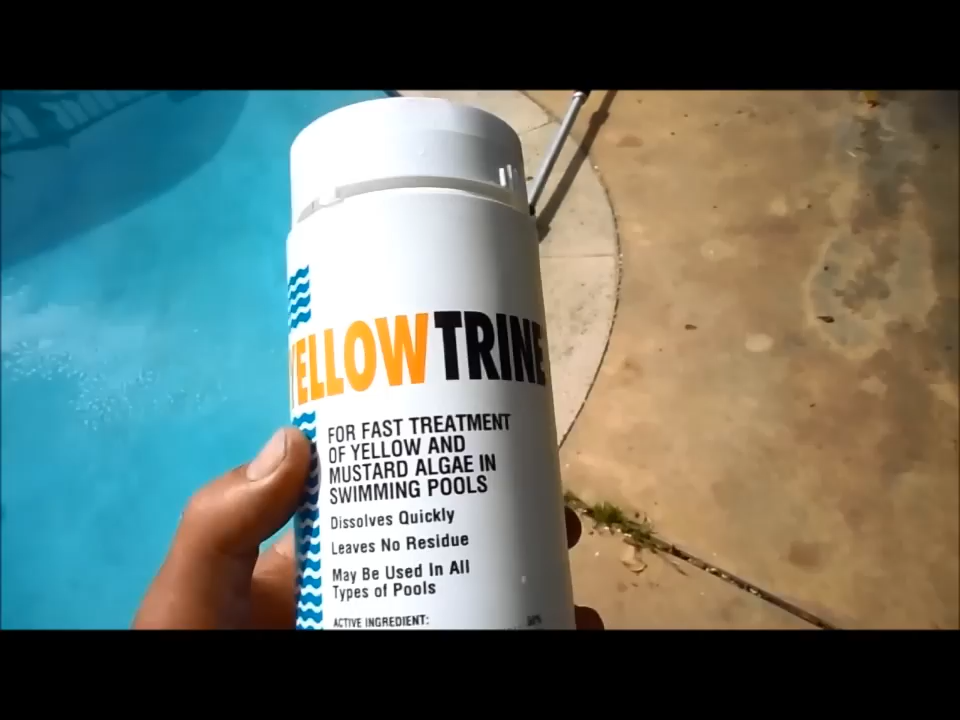 YELLOWTRINE
FOR FAST TREATMENT
OF YELLOW AND
MUSTARD ALGAE IN
SWIMMING POOLS
Dissolves Quickly
Leaves No Residue
May Be Used In All
Types of Pools
ACTIVE INGREDIENT: